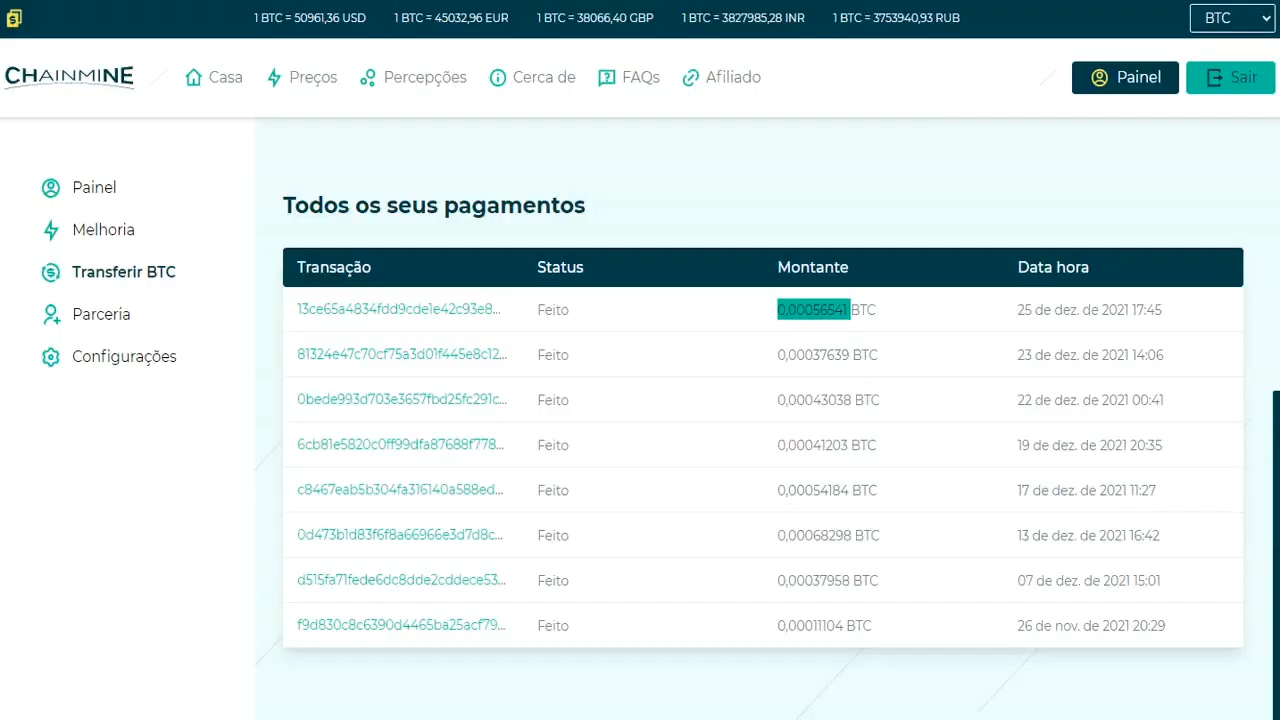 1 BTC = 50961,36 USD 1 BTC = 45032,96 EUR 1 BTC = 38066,40 GBP 1 BTC = 3827985,28 INR 1 BTC = 3753940,93 RUB BTC
CHAINMINE Casa Preços Percepções Cerca de FAQs Afiliado Painel Sair
Painel
Melhoria
Transferir BTC
Parceria
Configurações
Todos os seus pagamentos
Transação Status Montante Data hora
13ce65a4834fdd9cde1e42c93e8... Feito 0,00056541 BTC 25 de dez. de 2021 17:45
81324e47c70cf75a3d01f445e8c12... Feito 0,00037639 BTC 23 de dez. de 2021 14:06
0bede993d703e3657fbd25fc291c... Feito 0,00043038 BTC 22 de dez. de 2021 00:41
6cb81e5820c0ff99dfa87688f778... Feito 0,00041203 BTC 19 de dez. de 2021 20:35
c8467eab5b304fa316140a588ed... Feito 0,00054184 BTC 17 de dez. de 2021 11:27
0d473b1d83f6f8a66966e3d7d8c... Feito 0,00068298 BTC 13 de dez. de 2021 16:42
d515fa71fede6dc8dde2cddece53... Feito 0,00037958 BTC 07 de dez. de 2021 15:01
f9d830c8c6390d4465ba25acf79... Feito 0,00011104 BTC 26 de nov. de 2021 20:29